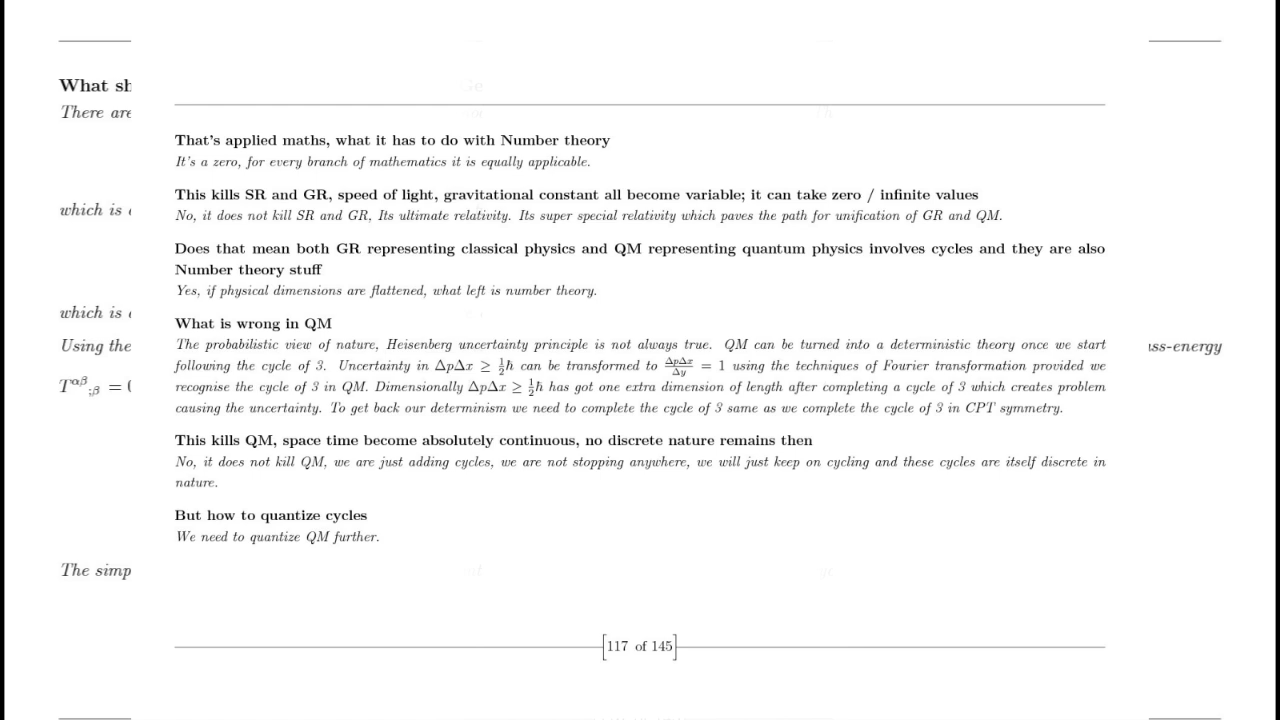 What sh
There are
That's applied maths, what it has to do with Number theory
It's a zero, for every branch of mathematics it is equally applicable.
This kills SR and GR, speed of light, gravitational constant all become variable; it can take zero / infinite values
which is
No, it does not kill SR and GR, Its ultimate relativity. Its super special relativity which paves the path for unification of GR and QM.
Does that mean both GR representing classical physics and QM representing quantum physics involves cycles and they are also
Number theory stuff
Yes, if physical dimensions are flattened, what left is number theory.
which is
What is wrong in QM
Using the
The probabilistic view of nature, Heisenberg uncertainty principle is not always true. QM can be turned into a deterministic theory once we start
ss-energy
following the cycle of 3. Uncertainty in ΔpΔx ≥ ½ħ can be transformed to ΔpΔx/Δy = 1 using the techniques of Fourier transformation provided we
T^{αβ}_{;β} = 0
recognise the cycle of 3 in QM. Dimensionally ΔpΔx ≥ ½ħ has got one extra dimension of length after completing a cycle of 3 which creates problem
causing the uncertainty. To get back our determinism we need to complete the cycle of 3 same as we complete the cycle of 3 in CPT symmetry.
This kills QM, space time become absolutely continuous, no discrete nature remains then
No, it does not kill QM, we are just adding cycles, we are not stopping anywhere, we will just keep on cycling and these cycles are itself discrete in
nature.
But how to quantize cycles
We need to quantize QM further.
The simp
117 of 145